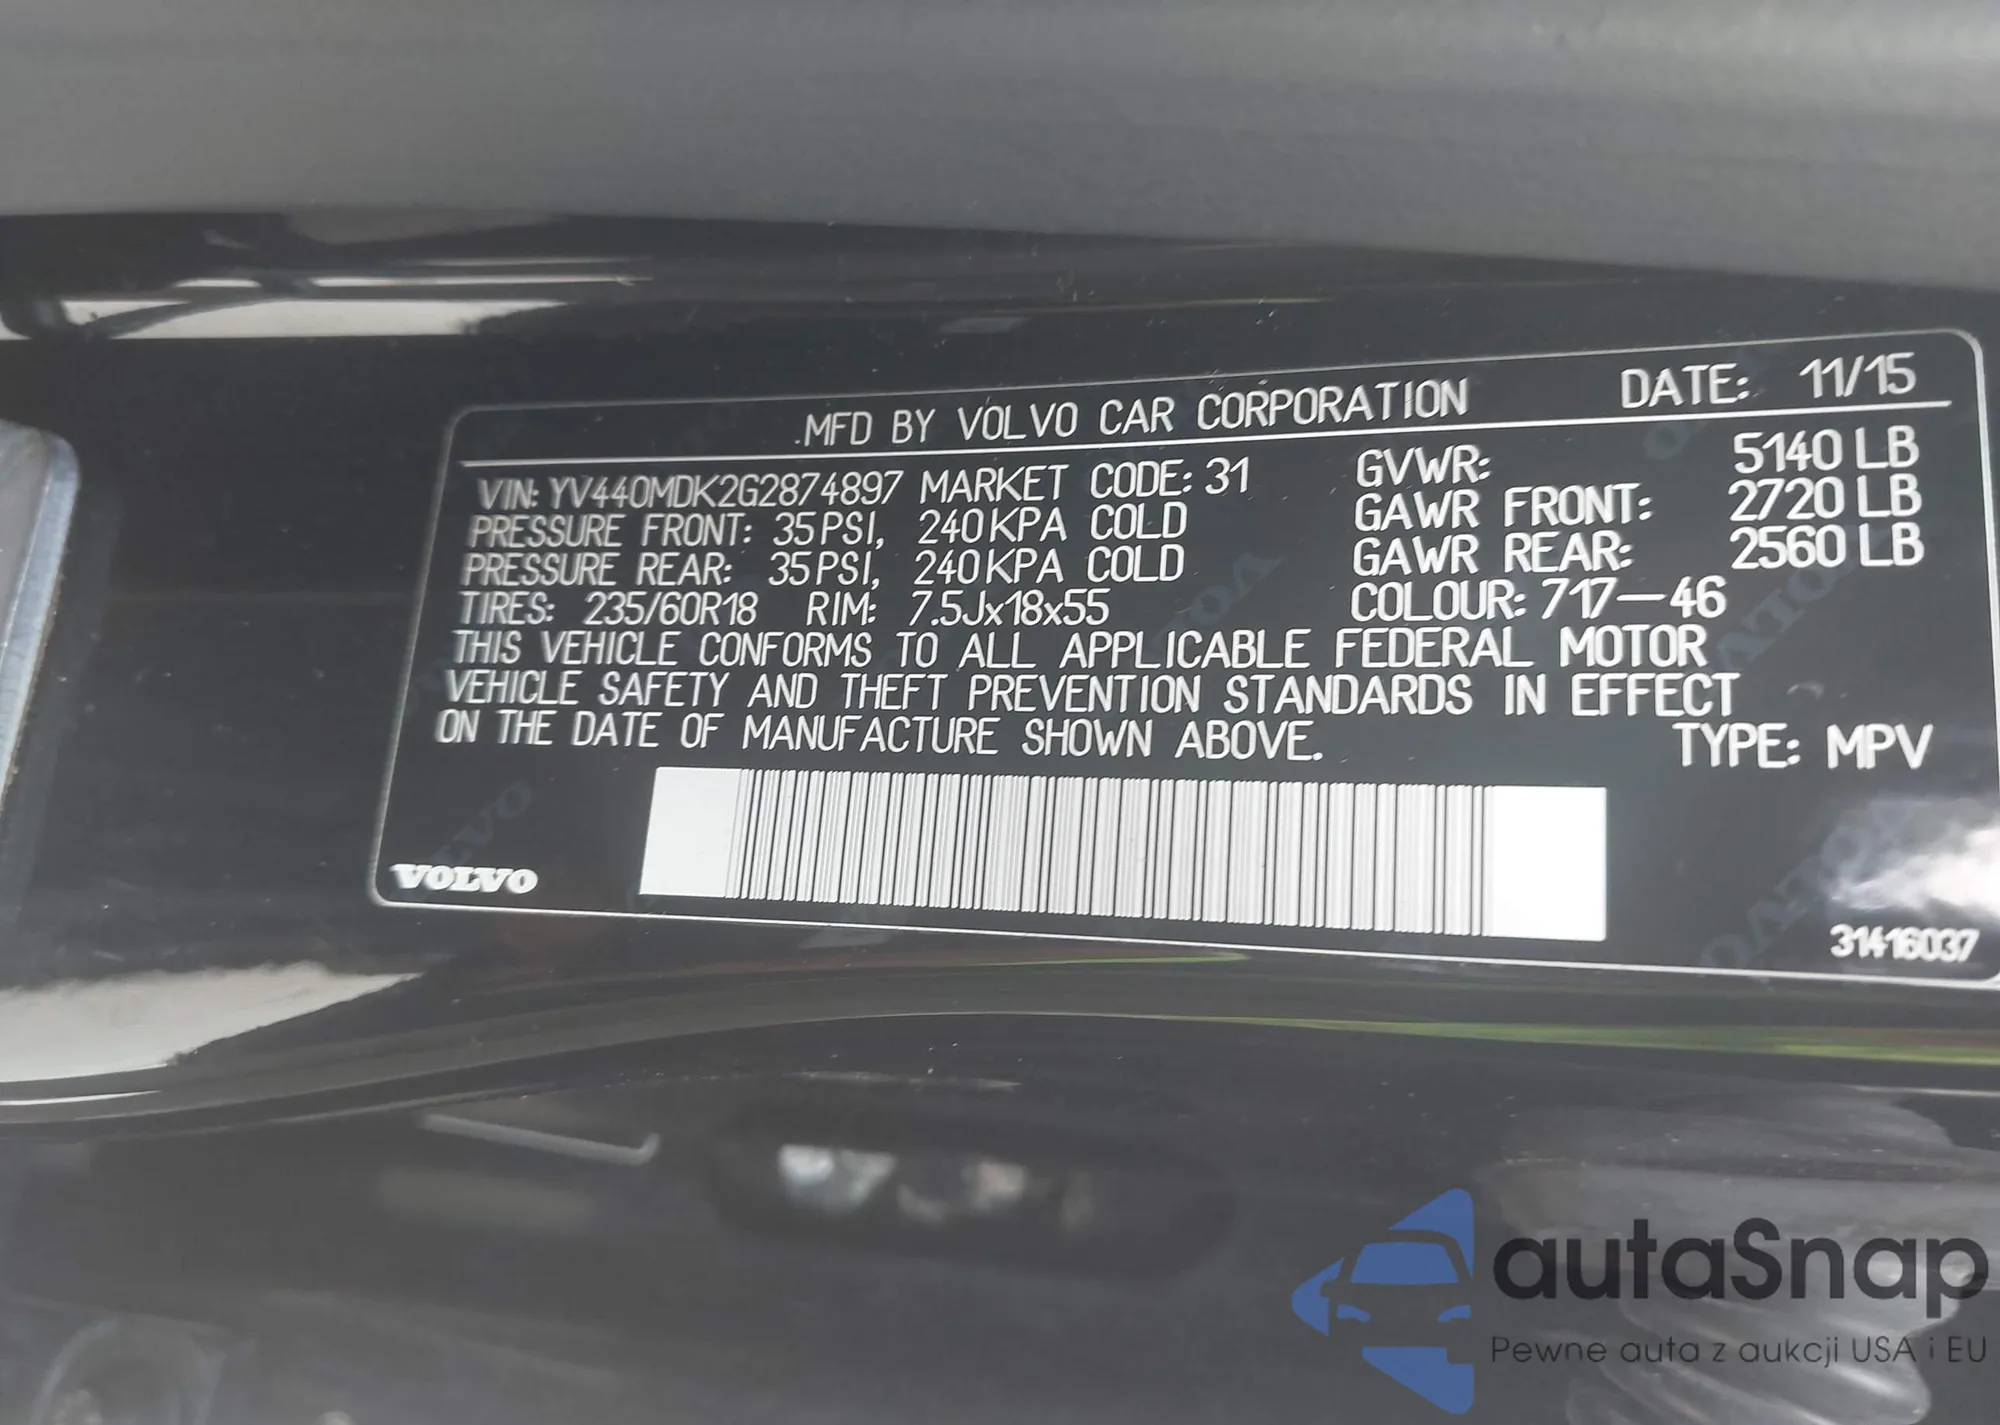 MFD BY VOLVO CAR CORPORATION DATE: 11/15
VIN: YV440MDK2G2874897 MARKET CODE: 31 GVWR: 5140 LB
PRESSURE FRONT: 35 PSI, 240 KPA COLD GAWR FRONT: 2720 LB
PRESSURE REAR: 35 PSI, 240 KPA COLD GAWR REAR: 2560 LB
TIRES: 235/60R18 RIM: 7.5Jx18x55 COLOUR: 717-46
THIS VEHICLE CONFORMS TO ALL APPLICABLE FEDERAL MOTOR
VEHICLE SAFETY AND THEFT PREVENTION STANDARDS IN EFFECT
ON THE DATE OF MANUFACTURE SHOWN ABOVE. TYPE: MPV
VOLVO
31416037
autaSnap
Pewne auta z aukcji USA i EU